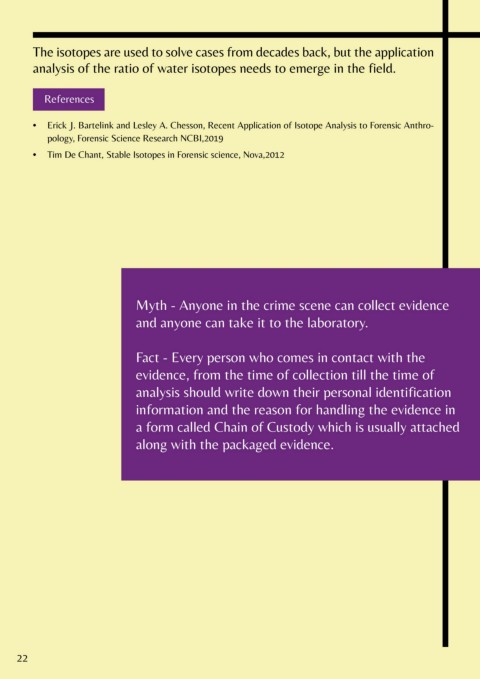 The isotopes are used to solve cases from decades back, but the application
analysis of the ratio of water isotopes needs to emerge in the field.
References
• Erick J. Bartelink and Lesley A. Chesson, Recent Application of Isotope Analysis to Forensic Anthro-
pology, Forensic Science Research NCBI,2019
• Tim De Chant, Stable Isotopes in Forensic science, Nova,2012
Myth - Anyone in the crime scene can collect evidence
and anyone can take it to the laboratory.
Fact - Every person who comes in contact with the
evidence, from the time of collection till the time of
analysis should write down their personal identification
information and the reason for handling the evidence in
a form called Chain of Custody which is usually attached
along with the packaged evidence.
22